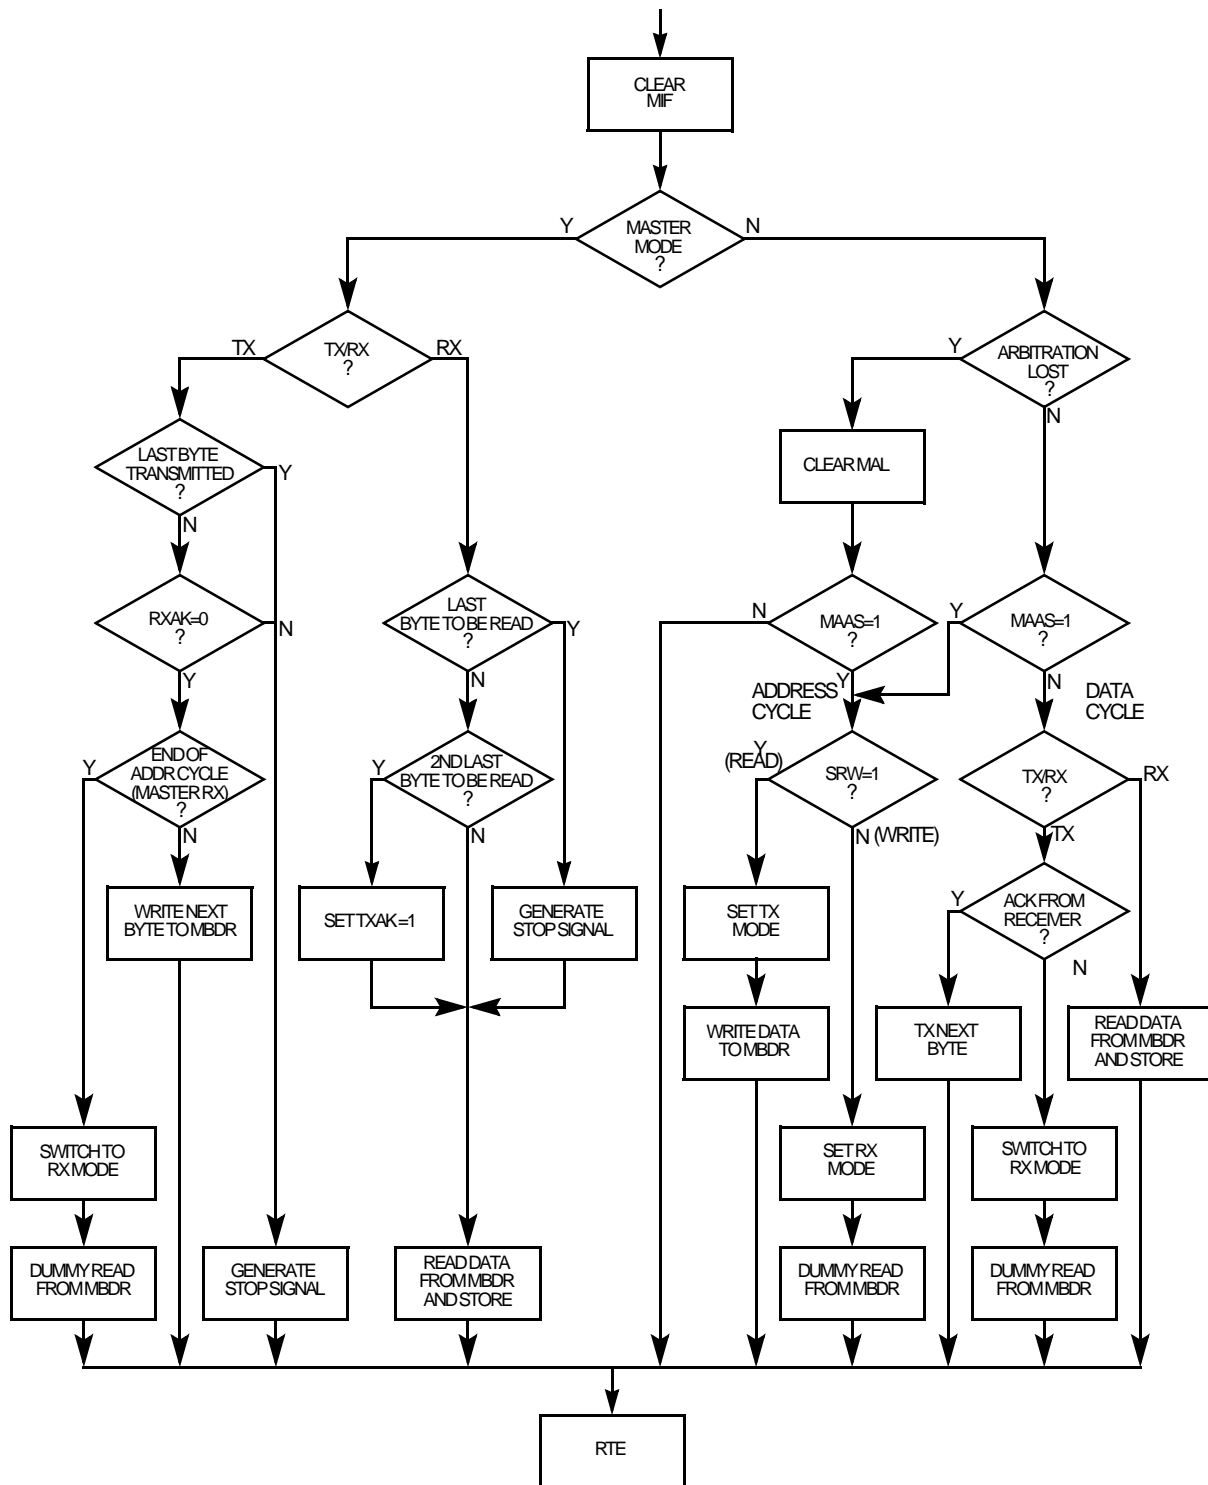 CLEAR
MIF
Y
MASTER
MODE
?
N
TX
TX/RX
?
RX
Y
ARBITRATION
LOST
?
N
LAST BYTE
TRANSMITTED
?
Y
N
CLEAR MAL
RXAK=0
?
N
Y
LAST
BYTE TO BE READ
?
Y
N
N
MAAS=1
?
Y
Y
MAAS=1
?
N
ADDRESS
CYCLE
DATA
CYCLE
Y
END OF
ADDR CYCLE
(MASTER RX)
?
N
Y
2ND LAST
BYTE TO BE READ
?
N
Y
(READ)
SRW=1
?
N (WRITE)
TX/RX
?
RX
TX
WRITE NEXT
BYTE TO MBDR
SET TXAK =1
GENERATE
STOP SIGNAL
SET TX
MODE
Y
ACK FROM
RECEIVER
?
N
WRITE DATA
TO MBDR
TX NEXT
BYTE
READ DATA
FROM MBDR
AND STORE
SWITCH TO
RX MODE
SET RX
MODE
SWITCH TO
RX MODE
DUMMY READ
FROM MBDR
GENERATE
STOP SIGNAL
READ DATA
FROM MBDR
AND STORE
DUMMY READ
FROM MBDR
DUMMY READ
FROM MBDR
RTE